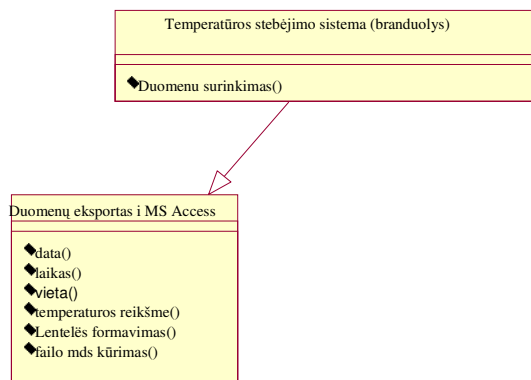 Temperatūros stebėjimo sistema (branduolys)
Duomenu surinkimas()
Duomenų eksportas i MS Access
data()
laikas()
vieta()
temperaturos reikšme()
Lentelės formavimas()
failo mds kūrimas()